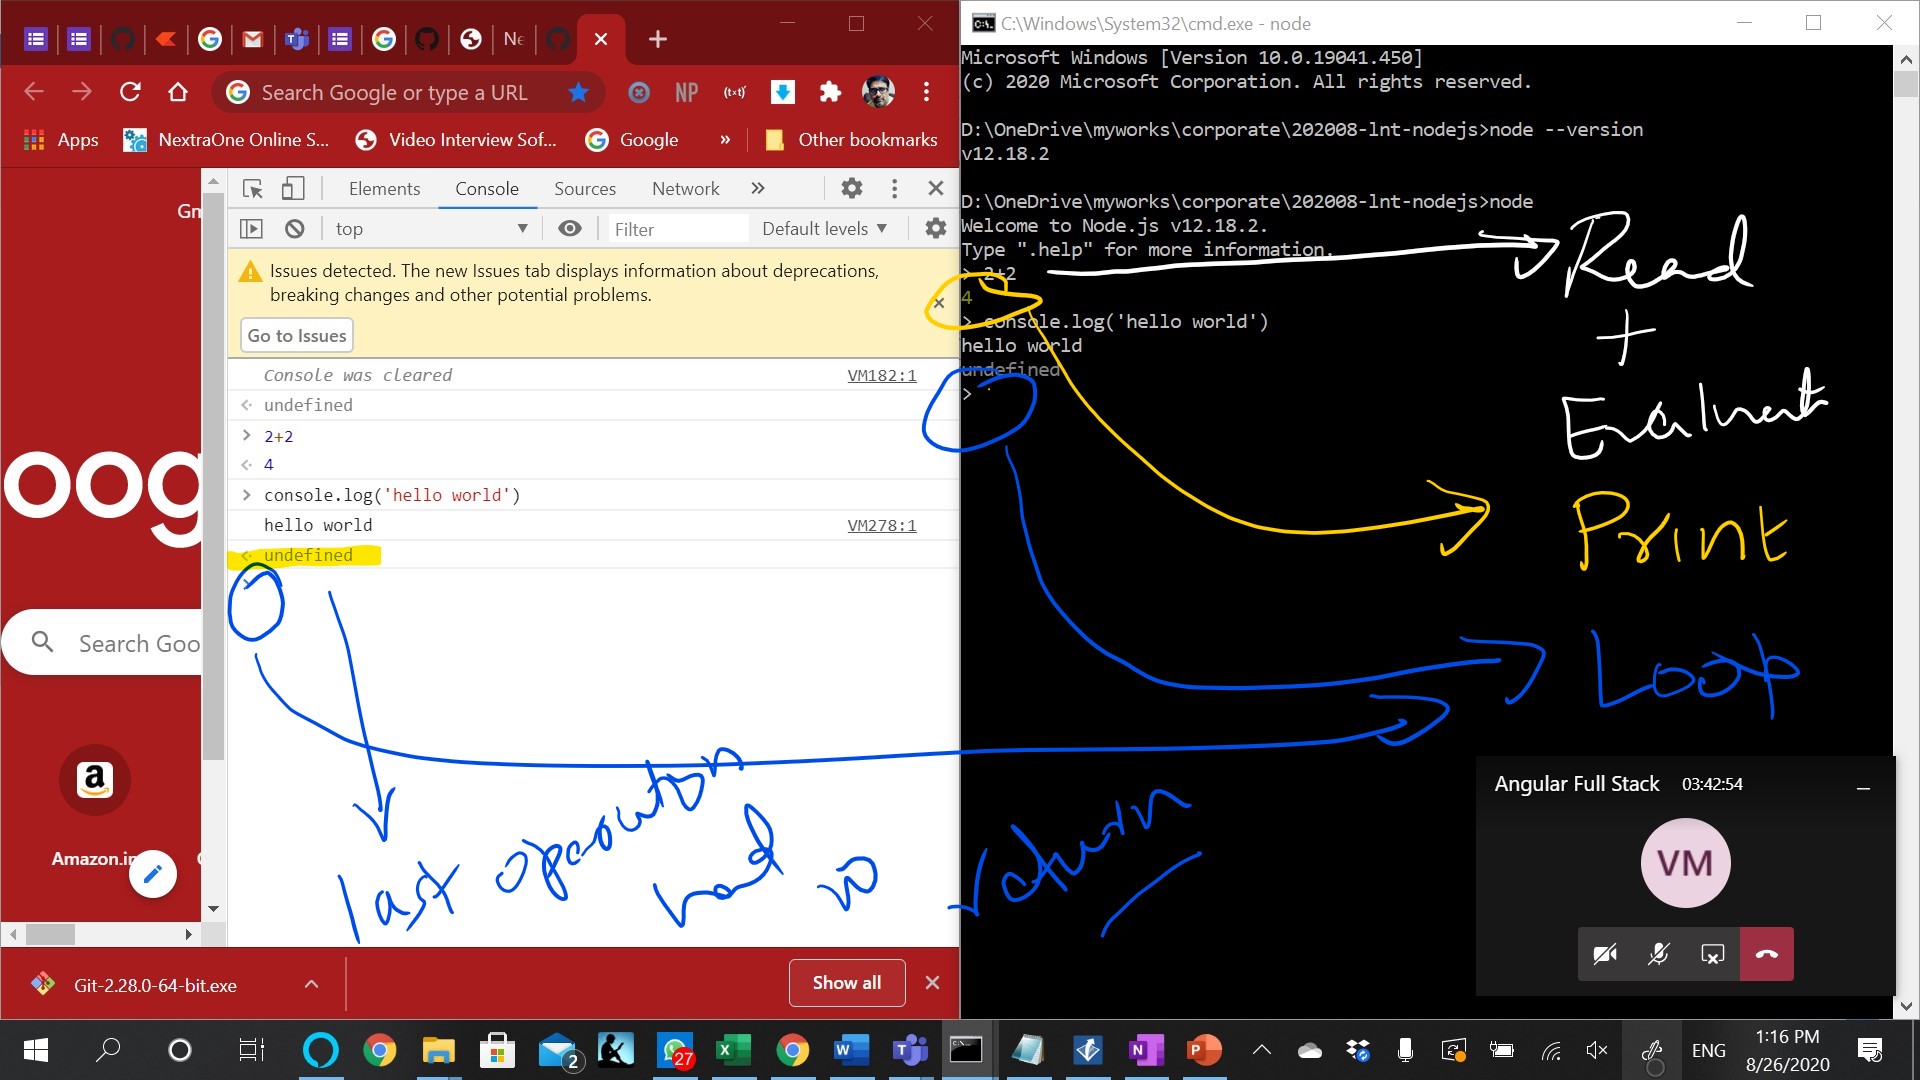 Ne
Search Google or type a URL
NP
Apps
NextraOne Online S...
Video Interview Sof...
Google
»
Other bookmarks
Gm
oog
Search Goo
Amazon.in
Elements
Console
Sources
Network
»
top
Filter
Default levels
Issues detected. The new Issues tab displays information about deprecations,
breaking changes and other potential problems.
Go to Issues
Console was cleared VM182:1
undefined
> 2+2
4
> console.log('hello world')
hello world VM278:1
undefined
last operation
had no return
Git-2.28.0-64-bit.exe
Show all
C:\Windows\System32\cmd.exe - node
Microsoft Windows [Version 10.0.19041.450]
(c) 2020 Microsoft Corporation. All rights reserved.
D:\OneDrive\myworks\corporate\202008-lnt-nodejs>node --version
v12.18.2
D:\OneDrive\myworks\corporate\202008-lnt-nodejs>node
Welcome to Node.js v12.18.2.
Type ".help" for more information.
> 2+2
4
> console.log('hello world')
hello world
undefined
>
Read
+
Print
Loop
Angular Full Stack 03:42:54
VM
2
27
ENG
1:16 PM
8/26/2020